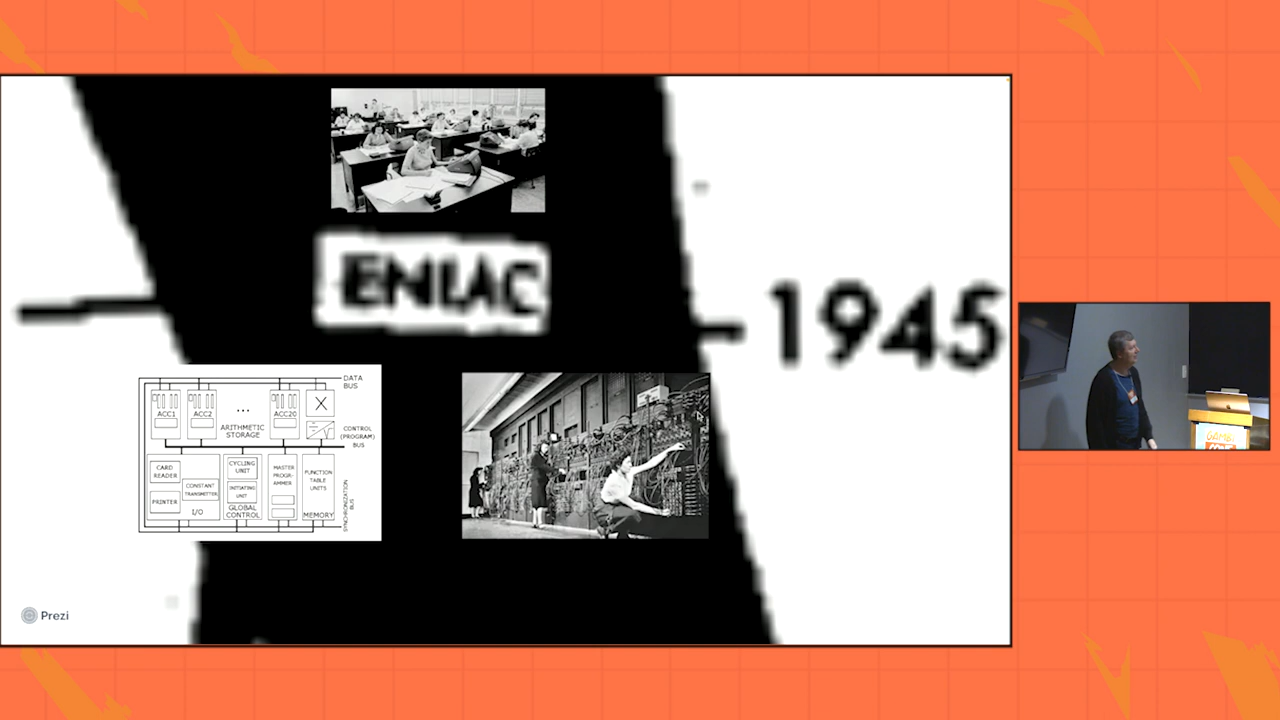 ENIAC
1945
DATA
BUS
ACC1
ACC2
...
ACC20
X
ARITHMETIC
STORAGE
CONTROL
(PROGRAM)
BUS
CARD
READER
PRINTER
CONSTANT
TRANSMITTER
I/O
CYCLING
UNIT
INITIATING
UNIT
GLOBAL
CONTROL
MASTER
PROGR-
AMMER
FUNCTION
TABLE
UNITS
MEMORY
SYNCHRONIZATION
BUS
Prezi